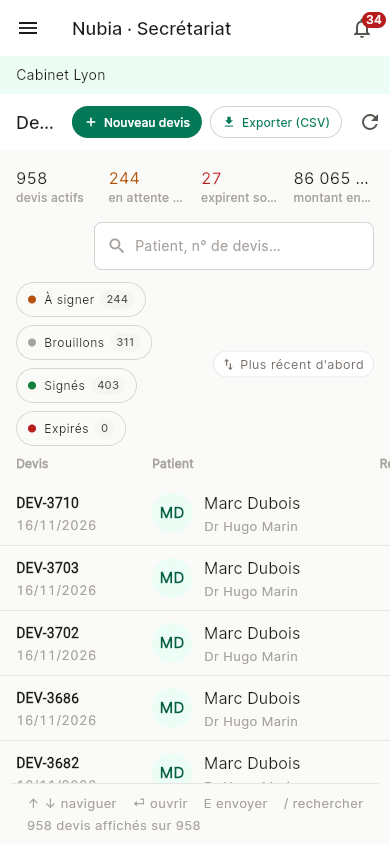 Nubia · Secrétariat
34
Cabinet Lyon
De...
Nouveau devis
Exporter (CSV)
958
devis actifs
244
en attente ...
27
expirent so...
86 065 ...
montant en...
Patient, n° de devis...
À signer 244
Brouillons 311
Signés 403
Expirés 0
Plus récent d'abord
Devis Patient
DEV-3710
16/11/2026
MD
Marc Dubois
Dr Hugo Marin
DEV-3703
16/11/2026
MD
Marc Dubois
Dr Hugo Marin
DEV-3702
16/11/2026
MD
Marc Dubois
Dr Hugo Marin
DEV-3686
16/11/2026
MD
Marc Dubois
Dr Hugo Marin
DEV-3682
MD
Marc Dubois
↑ ↓ naviguer ↵ ouvrir E envoyer / rechercher
958 devis affichés sur 958